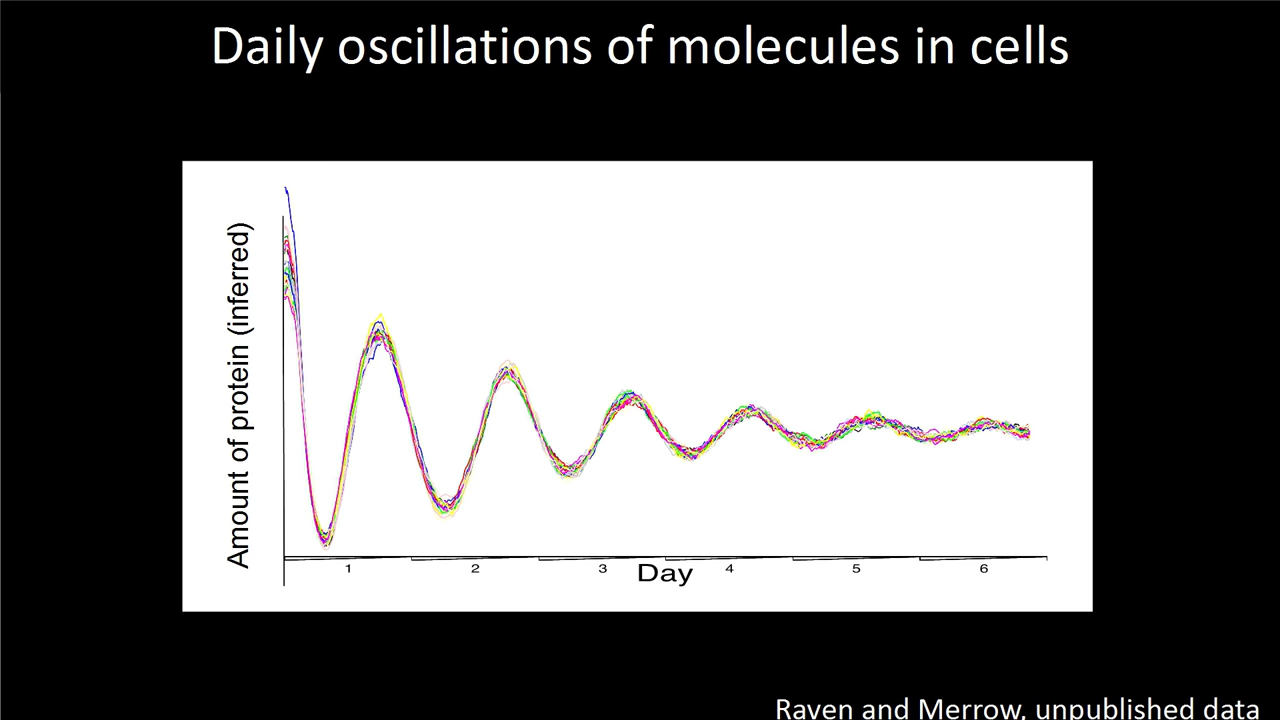 Daily oscillations of molecules in cells
Amount of protein (inferred)
1 2 3 4 5 6
Day
Raven and Merrow, unpublished data